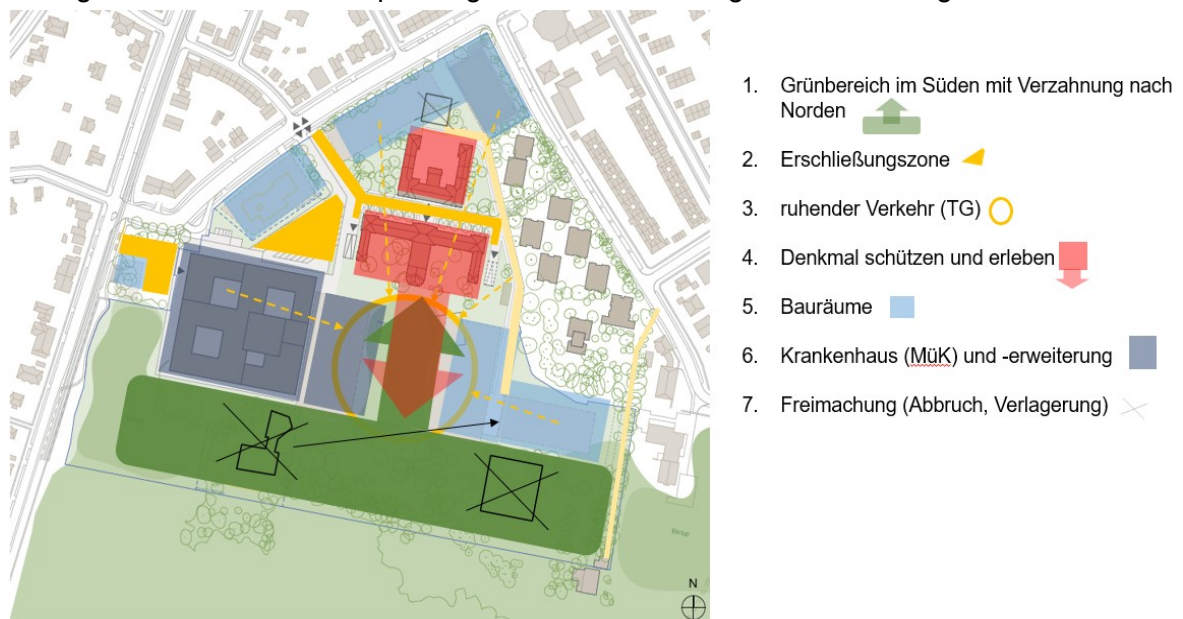 1. Grünbereich im Süden mit Verzahnung nach
Norden
2. Erschließungszone
3. ruhender Verkehr (TG)
4. Denkmal schützen und erleben
5. Bauräume
6. Krankenhaus (MüK) und -erweiterung
7. Freimachung (Abbruch, Verlagerung)
N